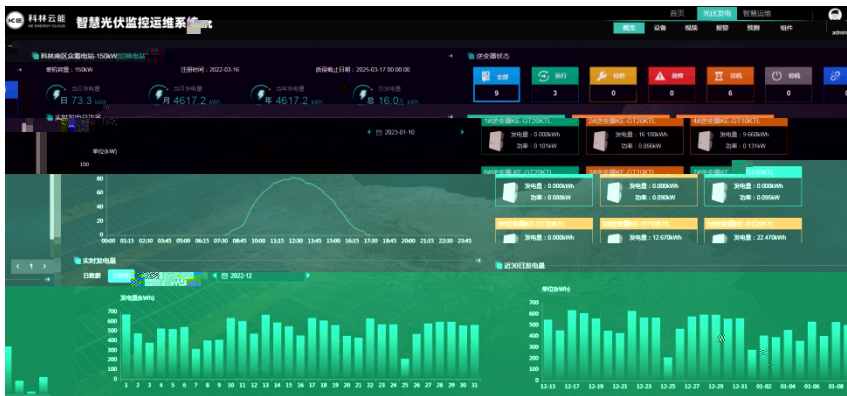 科林云能
KE ENERGY CLOUD
智慧光伏监控运维系统
首页 光伏发电 智慧运维
概览 设备 视频 报警 预测 组件
admin
科林南区众筹电站-150kW 切换电站
装机容量：150kW 注册时间：2022-03-16 质保截止日期：2025-03-17 00:00:00
当日发电量
日 73.3 kWh
当月发电量
月 4617.2 kWh
当年发电量
年 4617.2 kWh
总发电量
总 16.0万 kWh
实时发电总功率
2023-01-10
单位(kW)
100
80
60
40
20
0
00:00 01:15 02:30 03:45 05:00 06:15 07:30 08:45 10:00 11:30 12:30 13:45 15:00 16:15 17:30 18:45 20:00 21:15 22:30 23:45
逆变器状态
全部
9
运行
3
检修
0
故障
0
待机
6
停机
0
1#逆变器KE-GT20KTL
发电量：0.000kWh
功率：0.101kW
2#逆变器KE-GT10KTL
发电量：16.180kWh
功率：0.056kW
4#逆变器KE-GT10KTL
发电量：9.660kWh
功率：0.131kW
发电量：0.000kWh
功率：0.088kW
发电量：0.000kWh
功率：0.090kW
发电量：0.000kWh
功率：0.095kW
发电量：0.000kWh
发电量：12.670kWh
发电量：22.470kWh
1
实时发电量
日数据
2022-12
发电量(kWh)
700
600
500
400
300
200
100
0
1 2 3 4 5 6 7 8 9 10 11 12 13 14 15 16 17 18 19 20 21 22 23 24 25 26 27 28 29 30 31
近30日发电量
单位(kWh)
700
600
500
400
300
200
100
0
12-15 12-17 12-19 12-21 12-23 12-25 12-27 12-29 12-31 01-02 01-04 01-06 01-08